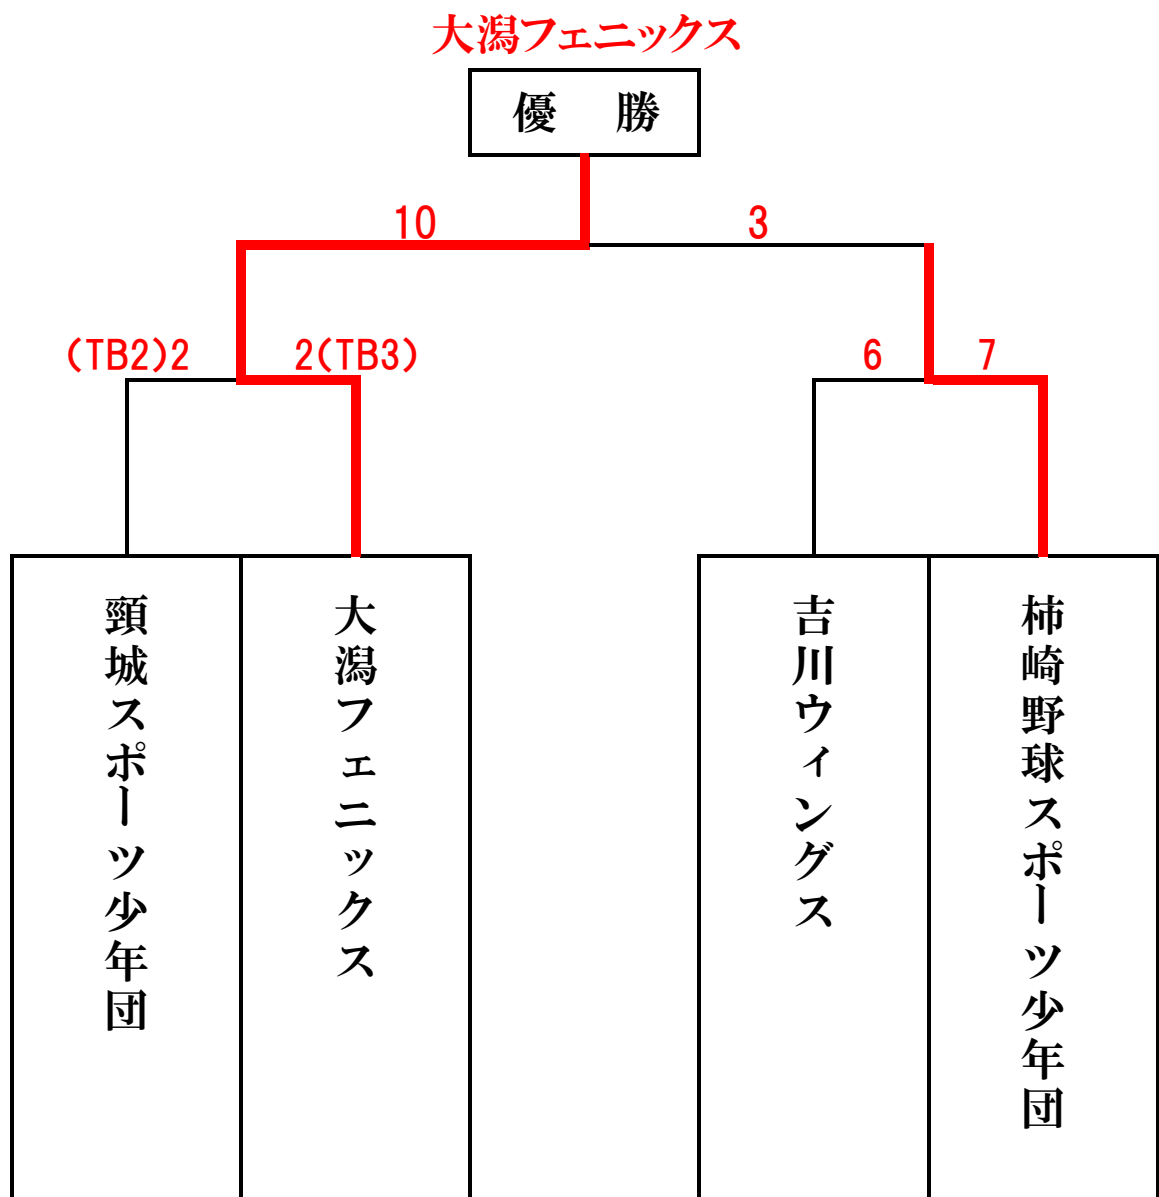 大潟フェニックス
優　勝
10
3
(TB2)2
2(TB3)
6
7
頸城スポーツ少年団
大潟フェニックス
吉川ウィングス
柿崎野球スポーツ少年団